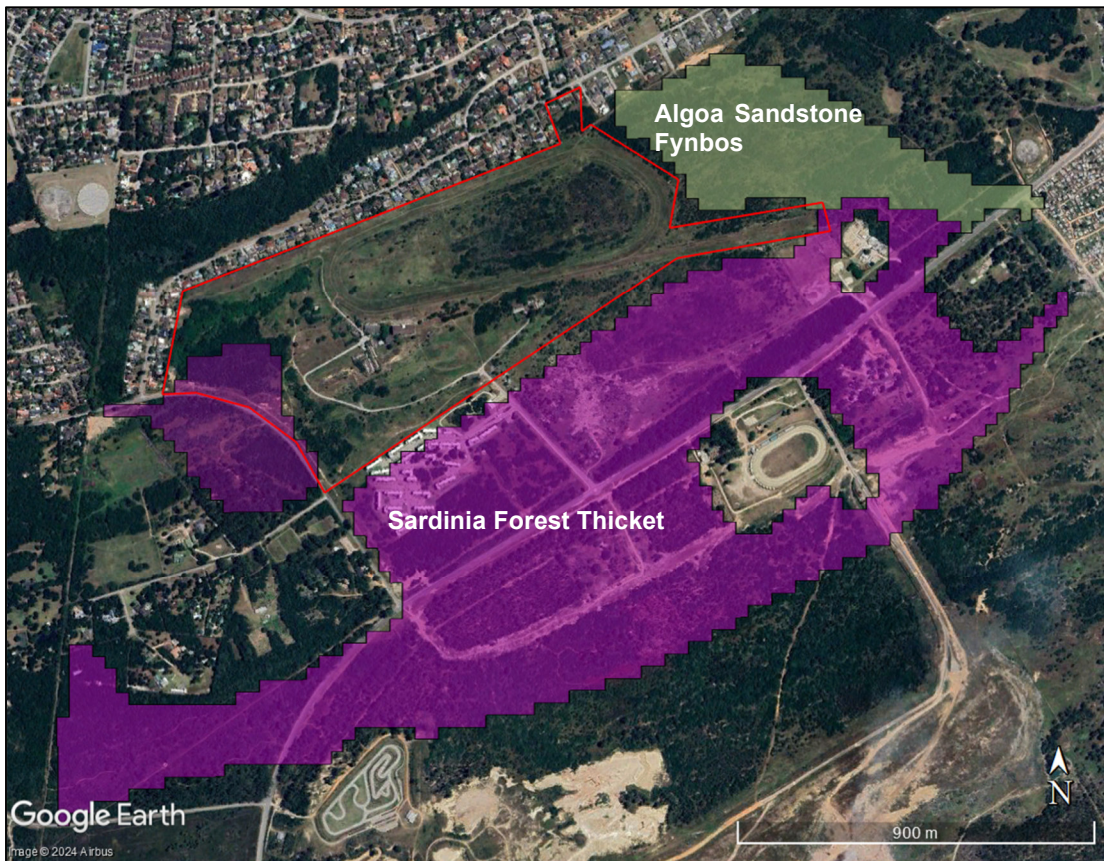 Algoa Sandstone
Fynbos
Sardinia Forest Thicket
Google Earth
Image © 2024 Airbus
900 m
N